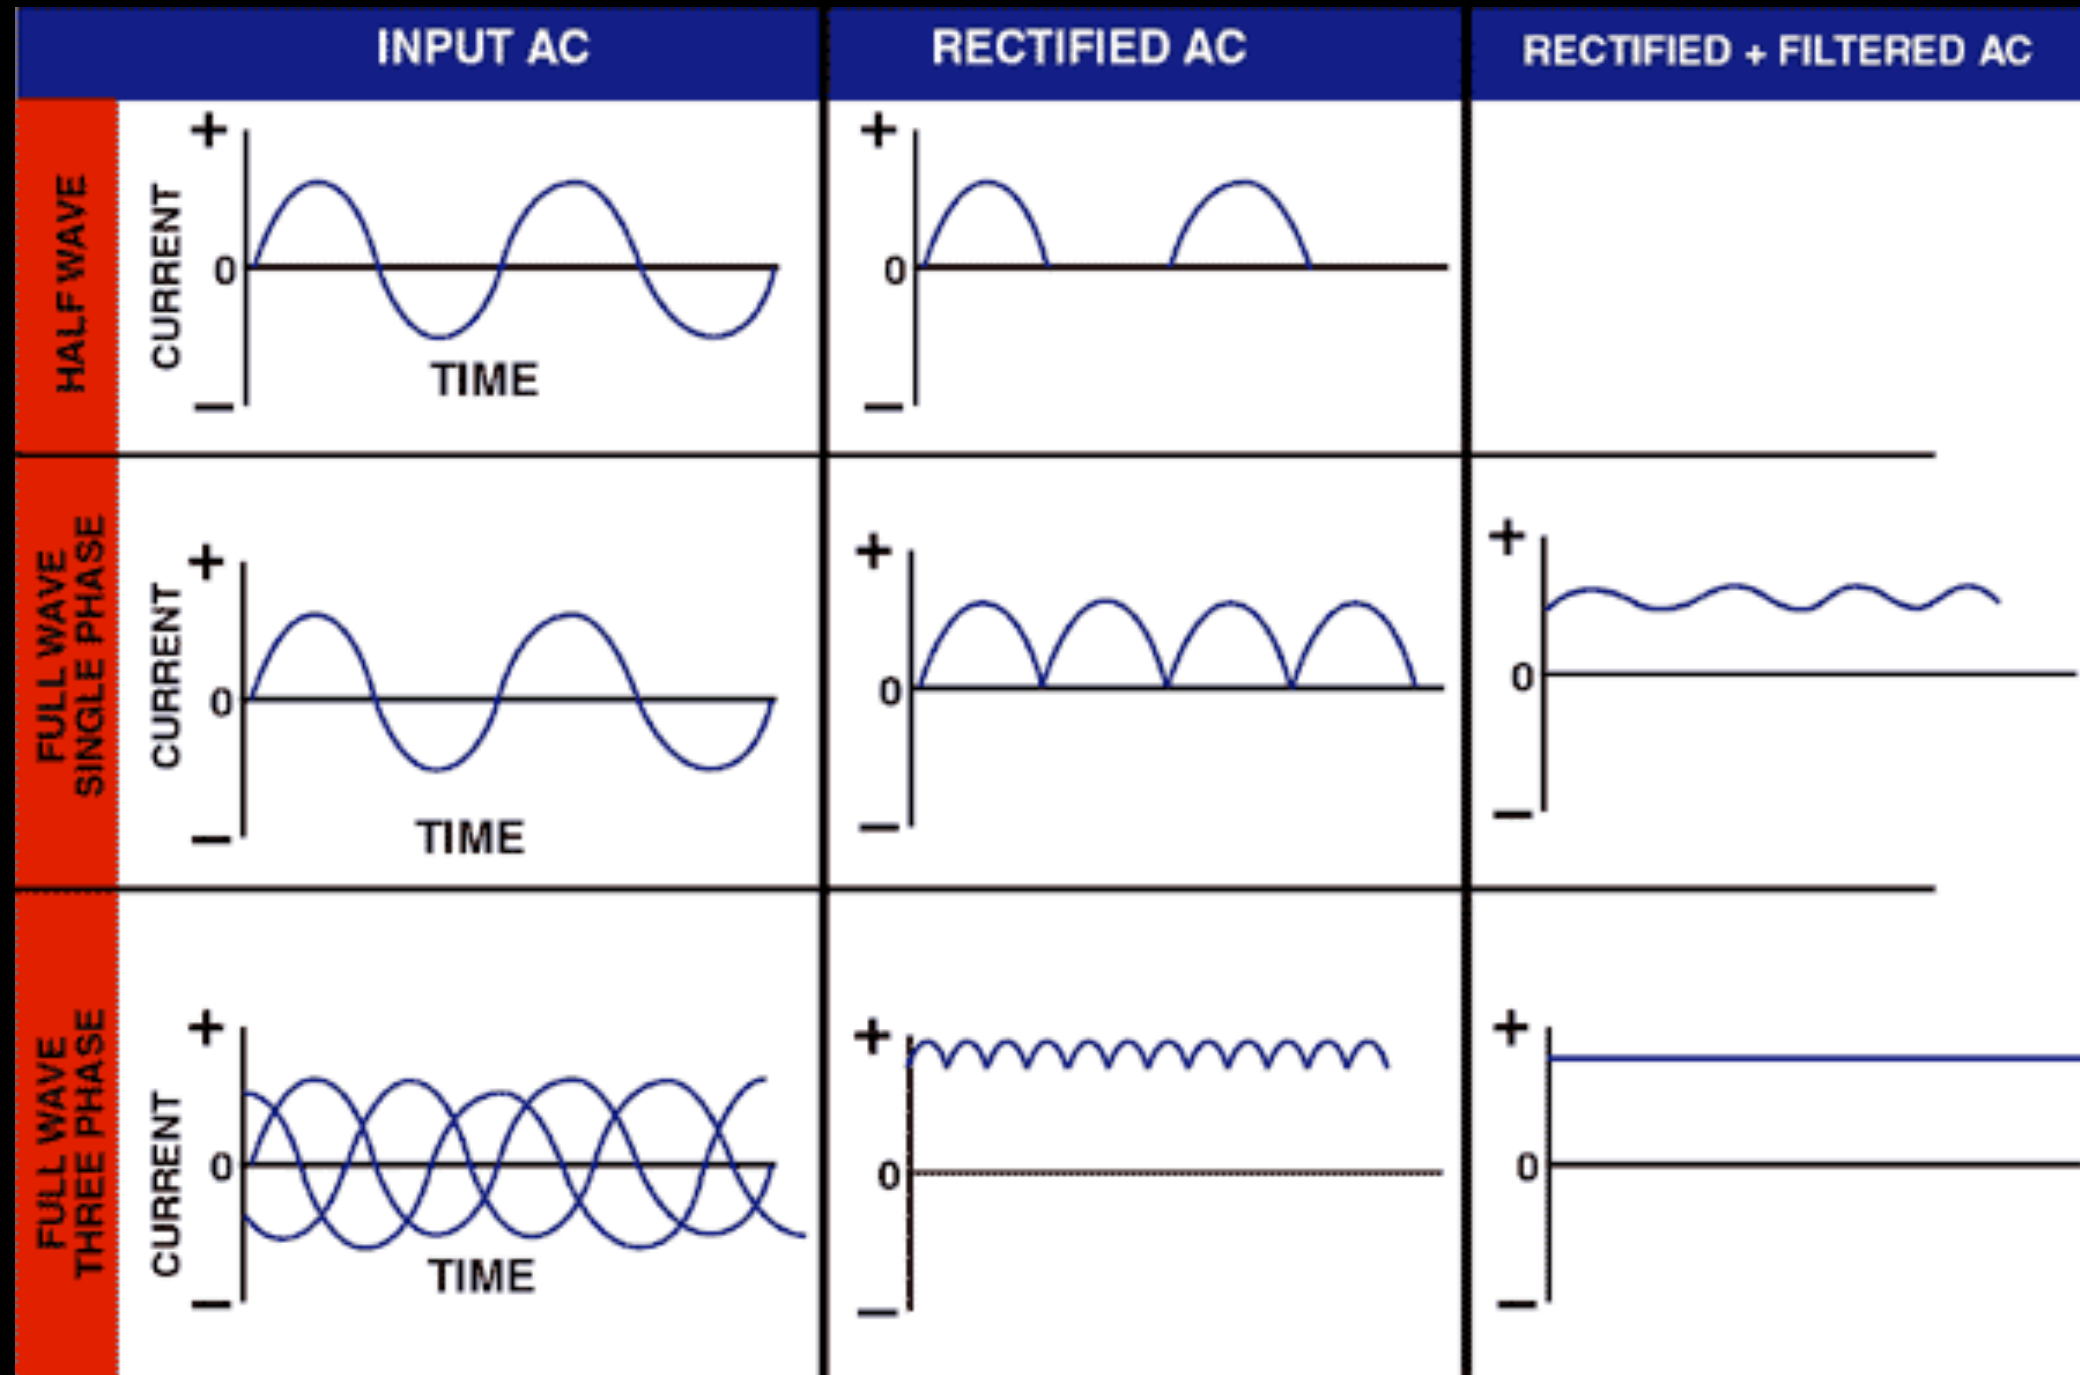 INPUT AC
RECTIFIED AC
RECTIFIED + FILTERED AC
HALF WAVE
CURRENT
+
0
–
TIME
+
0
–
FULL WAVE
SINGLE PHASE
CURRENT
+
0
–
TIME
+
0
–
+
0
–
FULL WAVE
THREE PHASE
CURRENT
+
0
–
TIME
+
0
–
+
0
–